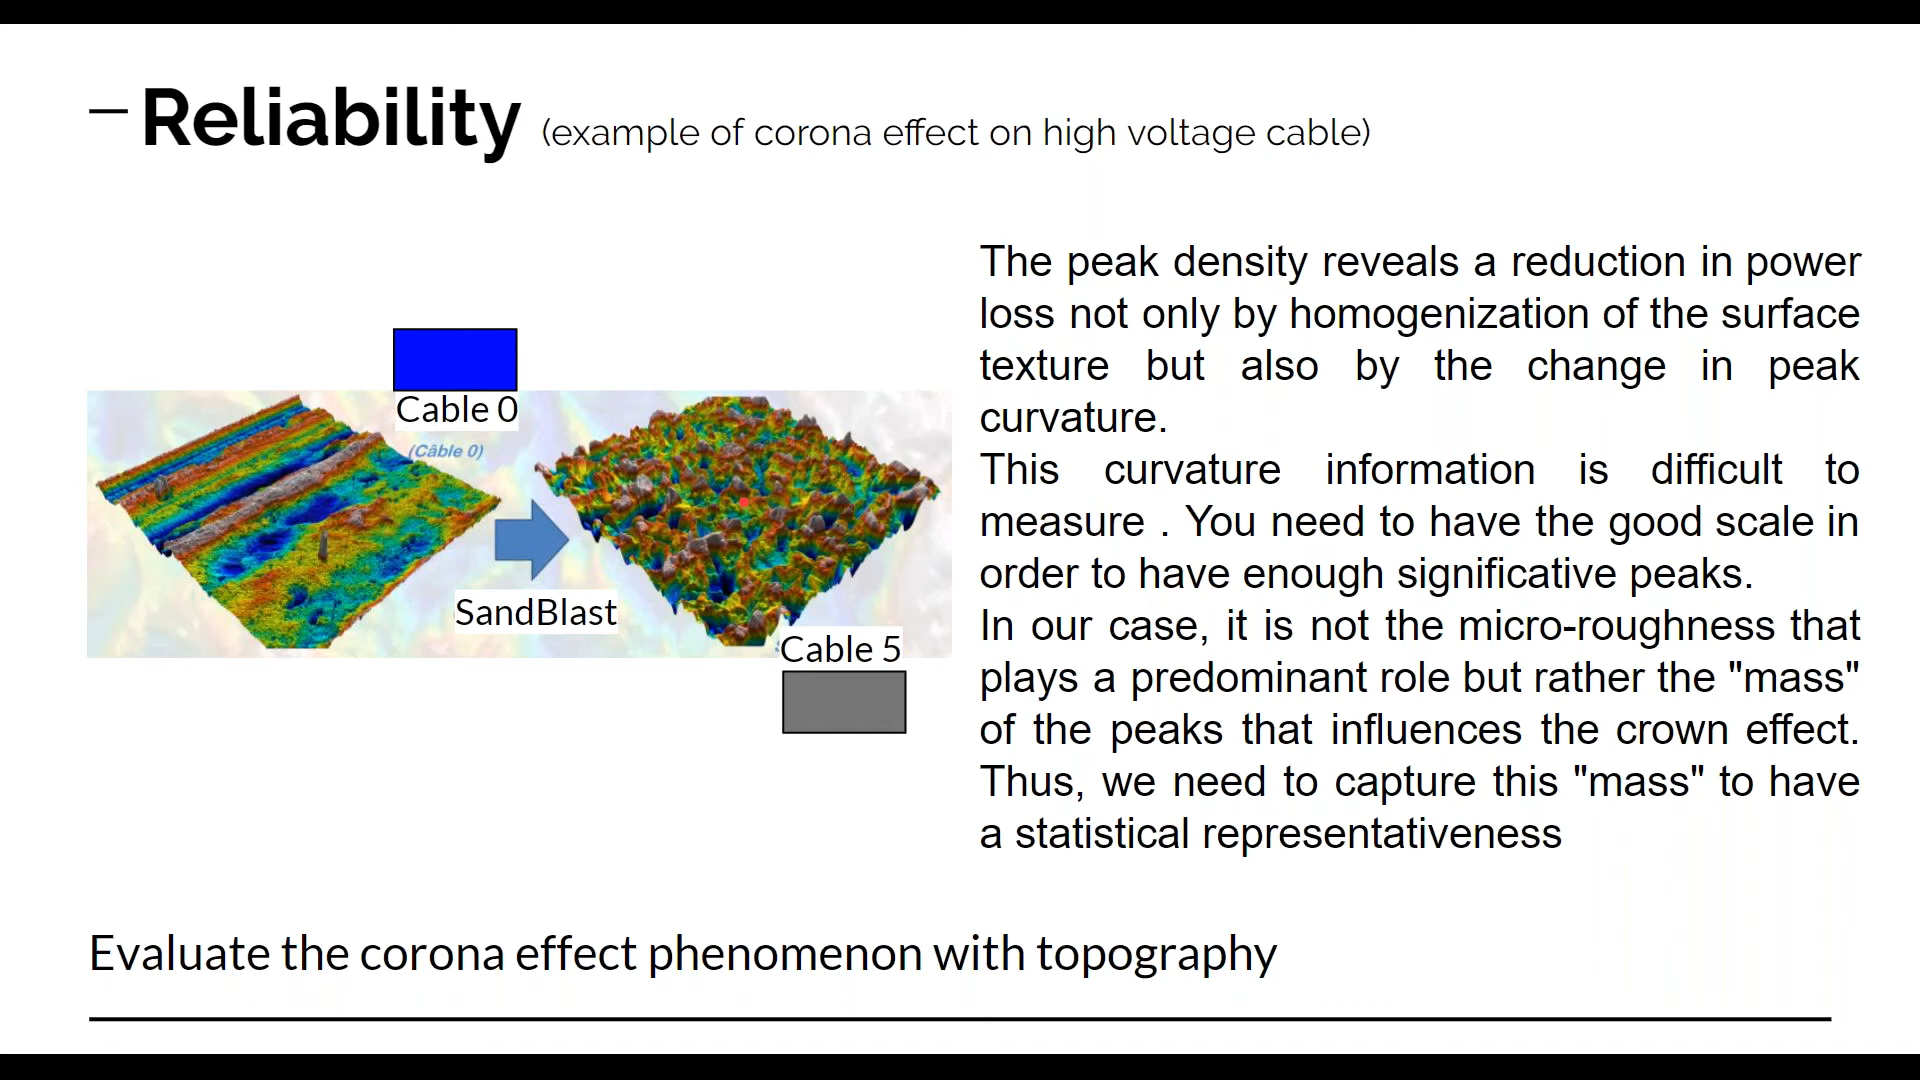 – Reliability (example of corona effect on high voltage cable)
Cable 0
(Câble 0)
SandBlast
Cable 5
The peak density reveals a reduction in power
loss not only by homogenization of the surface
texture but also by the change in peak
curvature.
This curvature information is difficult to
measure . You need to have the good scale in
order to have enough significative peaks.
In our case, it is not the micro-roughness that
plays a predominant role but rather the "mass"
of the peaks that influences the crown effect.
Thus, we need to capture this "mass" to have
a statistical representativeness
Evaluate the corona effect phenomenon with topography